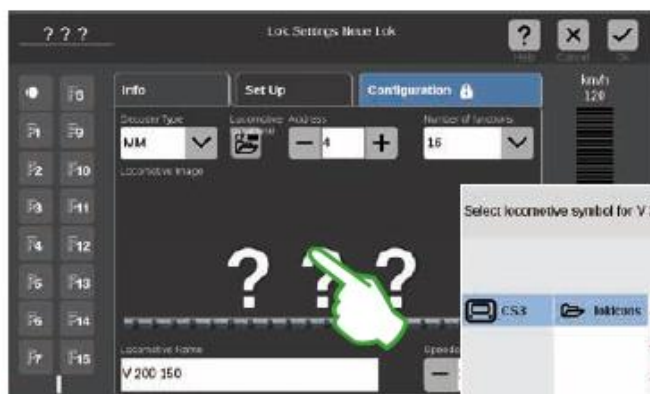 ? ? ?
Lok Settings Neue Lok
?
Help
Cancel
Ok
km/h
120
Info
Set Up
Configuration
Decoder Type
Locomotive Address
Number of functions
MM
4
16
Locomotive Image
F1
F2
F3
F4
F5
F6
F7
F8
F9
F10
F11
F12
F13
F14
F15
? ? ?
Select locomotive symbol for V
CS3
lokicons
Locomotive Name
V 200 150